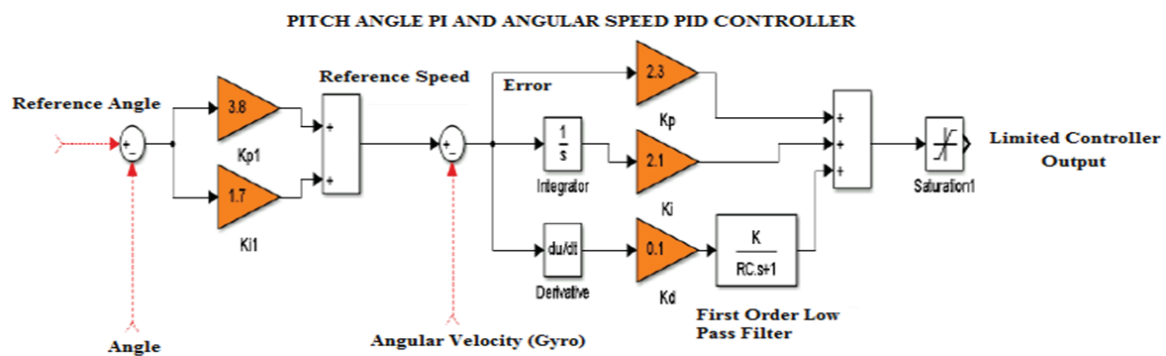 PITCH ANGLE PI AND ANGULAR SPEED PID CONTROLLER
Reference Angle
+
-
3.8
Kp1
1.7
Ki1
Reference Speed
+
+
+
-
Error
2.3
Kp
1
s
Integrator
2.1
Ki
du/dt
Derivative
0.1
Kd
K
RC.s+1
First Order Low
Pass Filter
+
+
+
Saturation1
Limited Controller
Output
Angle
Angular Velocity (Gyro)